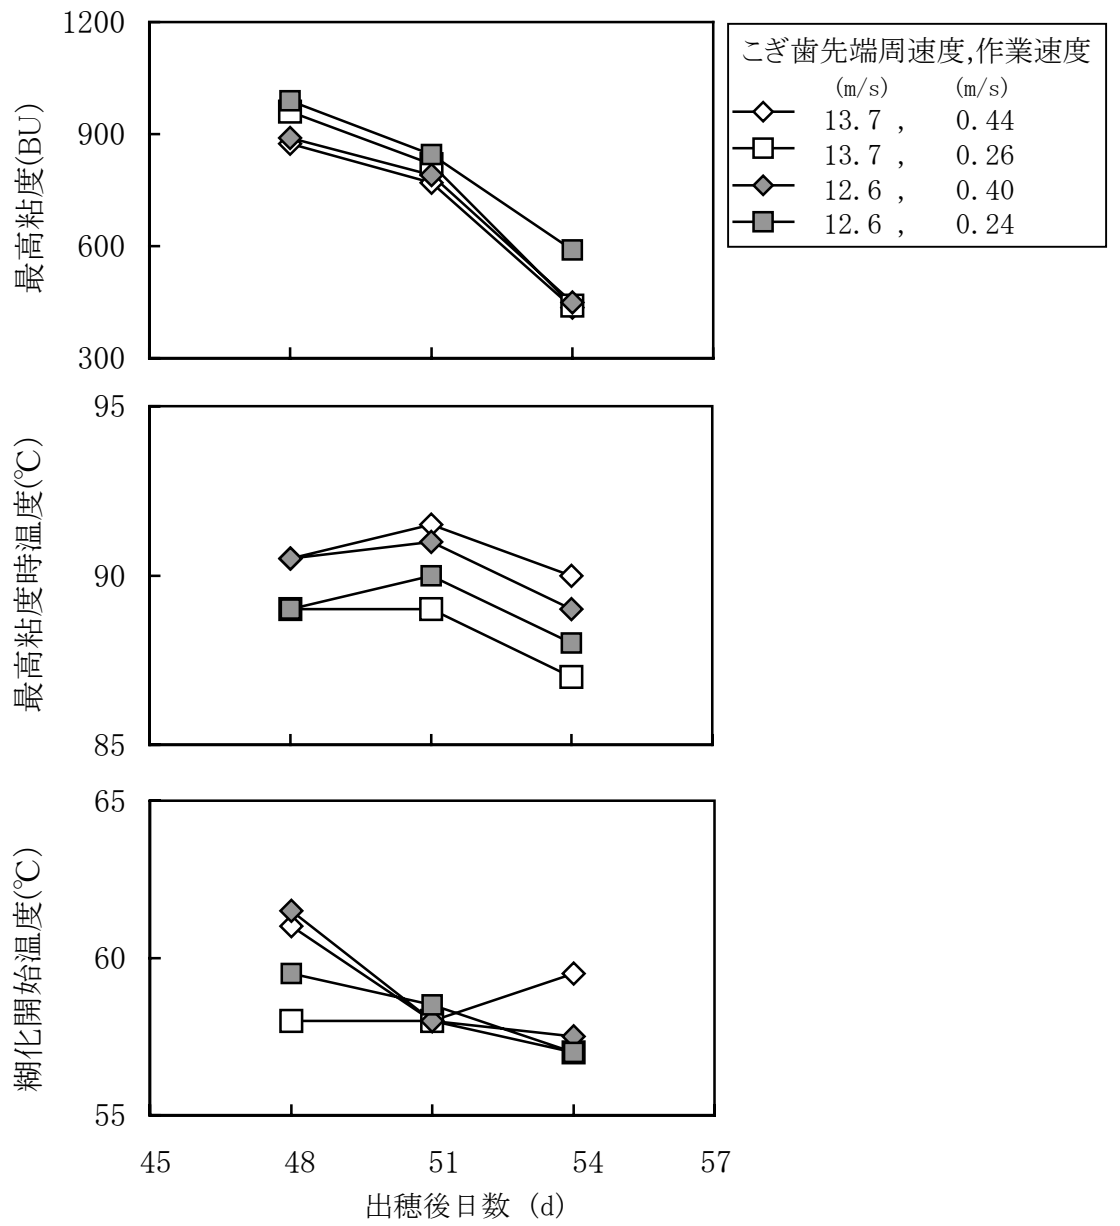 1200
900
600
300
最高粘度(BU)
こぎ歯先端周速度,作業速度
(m/s) (m/s)
13.7 , 0.44
13.7 , 0.26
12.6 , 0.40
12.6 , 0.24
95
90
85
最高粘度時温度(℃)
65
60
55
糊化開始温度(℃)
45 48 51 54 57
出穂後日数 (d)